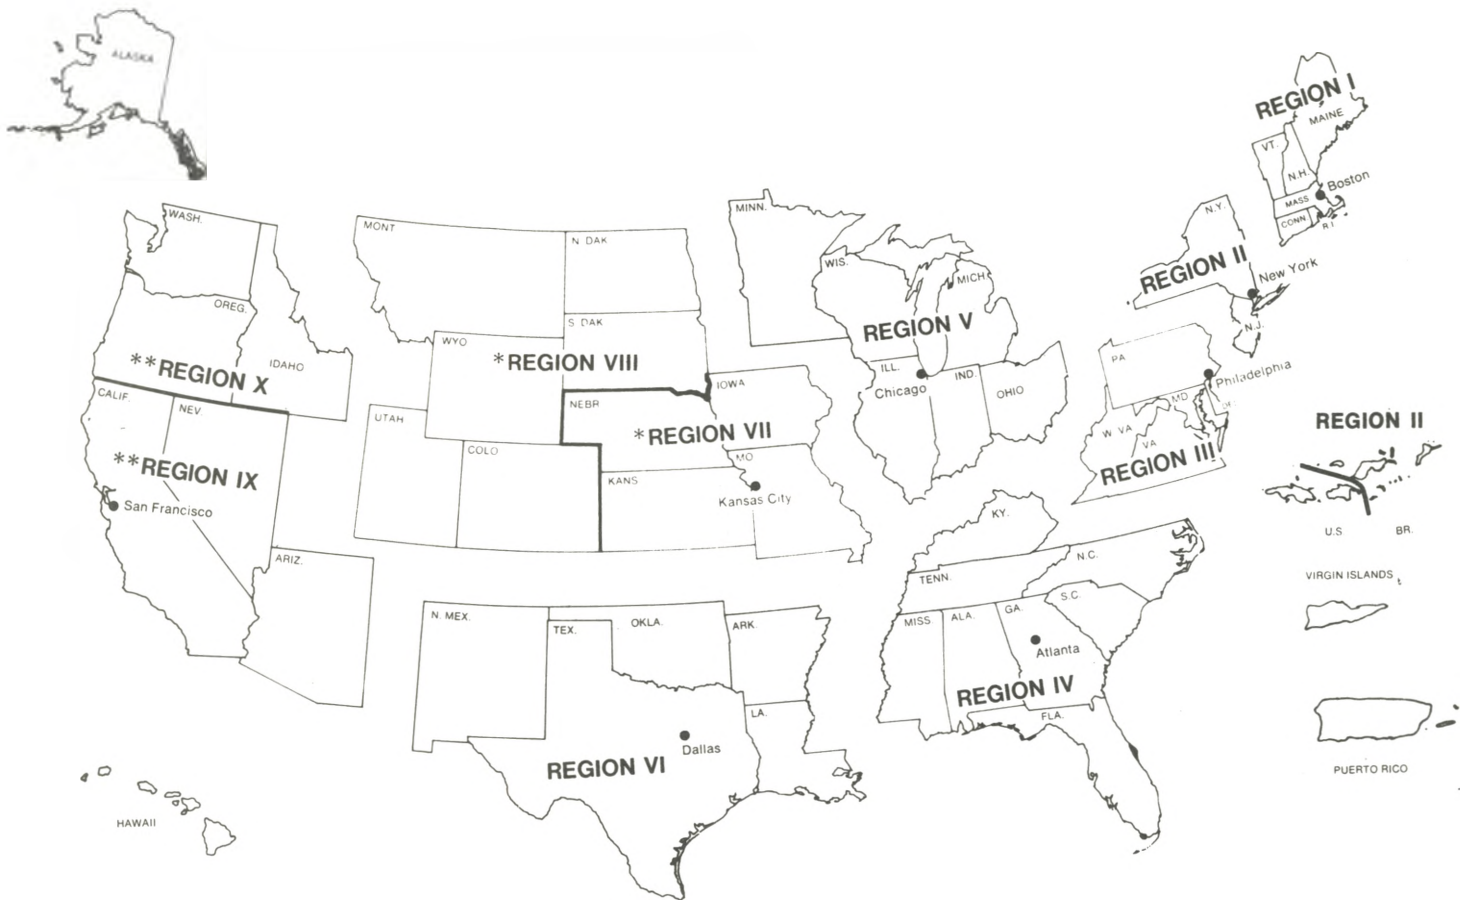 ALASKA
REGION I
MAINE
VT.
N.H.
Boston
MASS
CONN
R.I.
N.Y.
REGION II
New York
N.J.
WASH.
OREG.
IDAHO
**REGION X
MONT
N DAK
S DAK
WYO
*REGION VIII
UTAH
COLO
MINN.
WIS.
MICH
REGION V
ILL.
Chicago
IND.
OHIO
PA
Philadelphia
MD
W VA
VA
REGION III
REGION II
U.S
BR.
VIRGIN ISLANDS
PUERTO RICO
CALIF.
NEV.
**REGION IX
San Francisco
ARIZ.
NEBR
IOWA
*REGION VII
KANS
MO
Kansas City
KY.
TENN.
N.C.
S.C.
MISS.
ALA.
GA.
Atlanta
REGION IV
FLA.
N. MEX.
TEX.
OKLA.
ARK.
LA.
Dallas
REGION VI
HAWAII